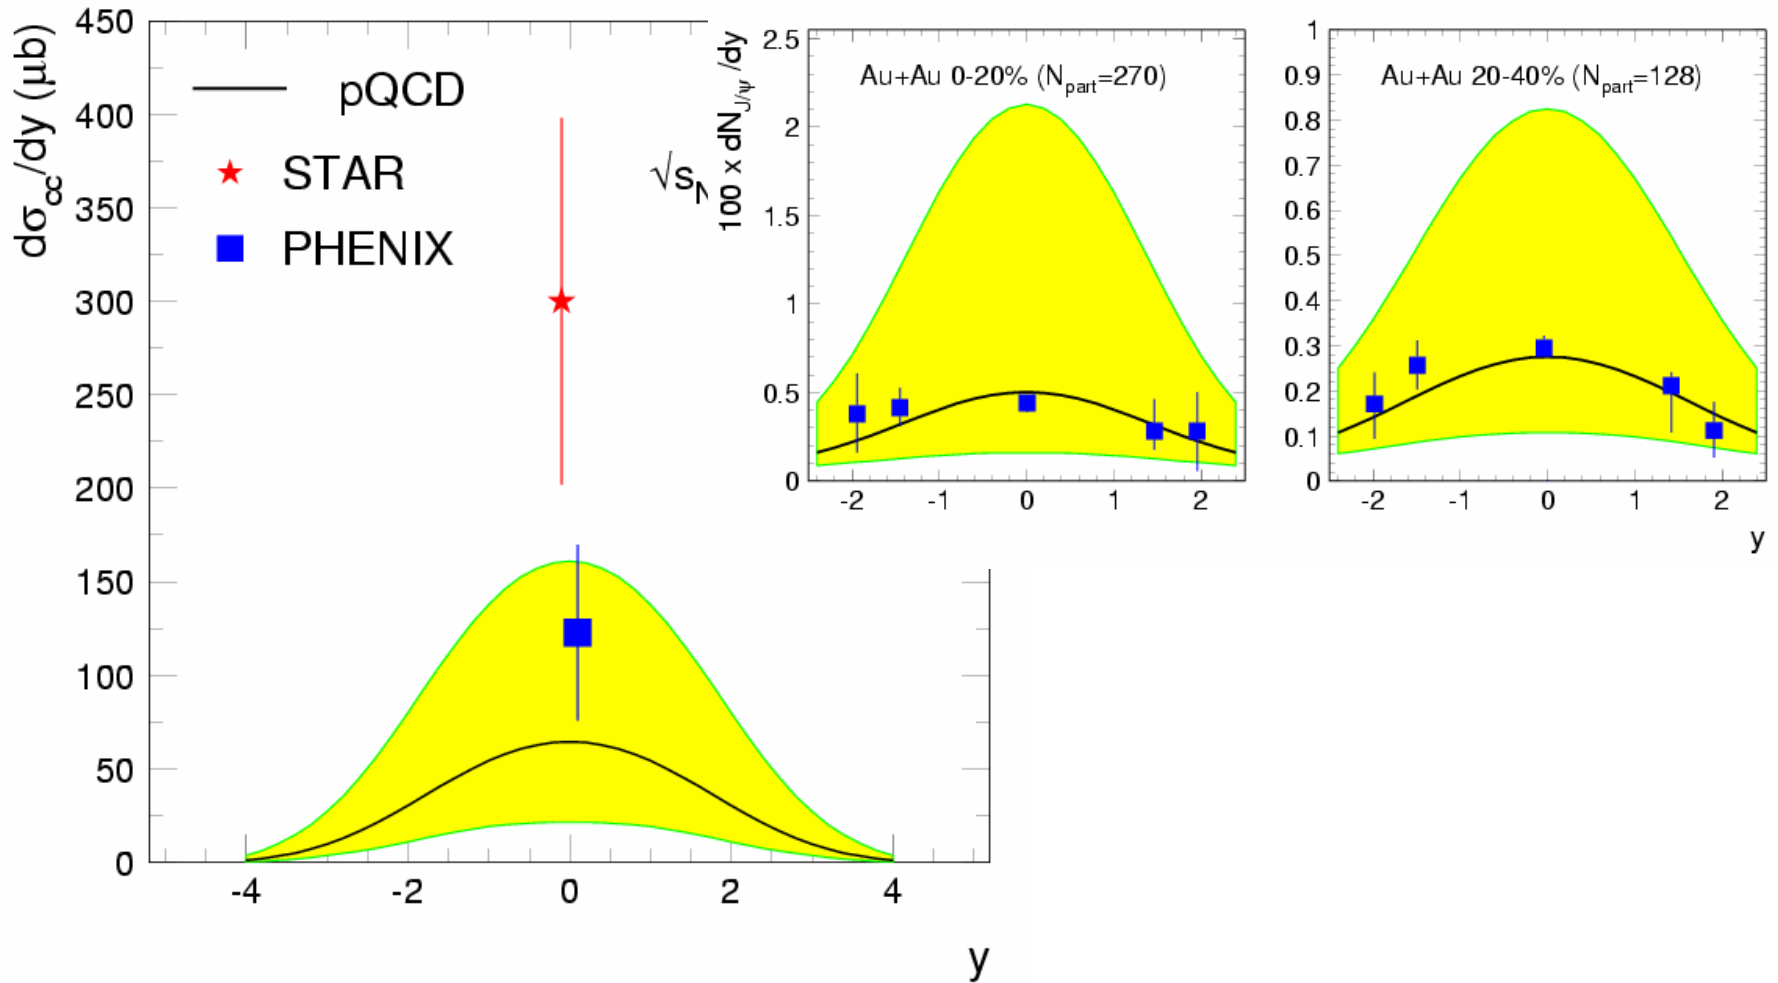 dσcc/dy (μb)
450
400
350
300
250
200
150
100
50
0
pQCD
STAR
PHENIX
√sN
-4 -2 0 2 4
y
100 x dNJ/ψ /dy
2.5
2
1.5
1
0.5
0
Au+Au 0-20% (Npart=270)
-2 -1 0 1 2
1
0.9
0.8
0.7
0.6
0.5
0.4
0.3
0.2
0.1
0
Au+Au 20-40% (Npart=128)
-2 -1 0 1 2
y